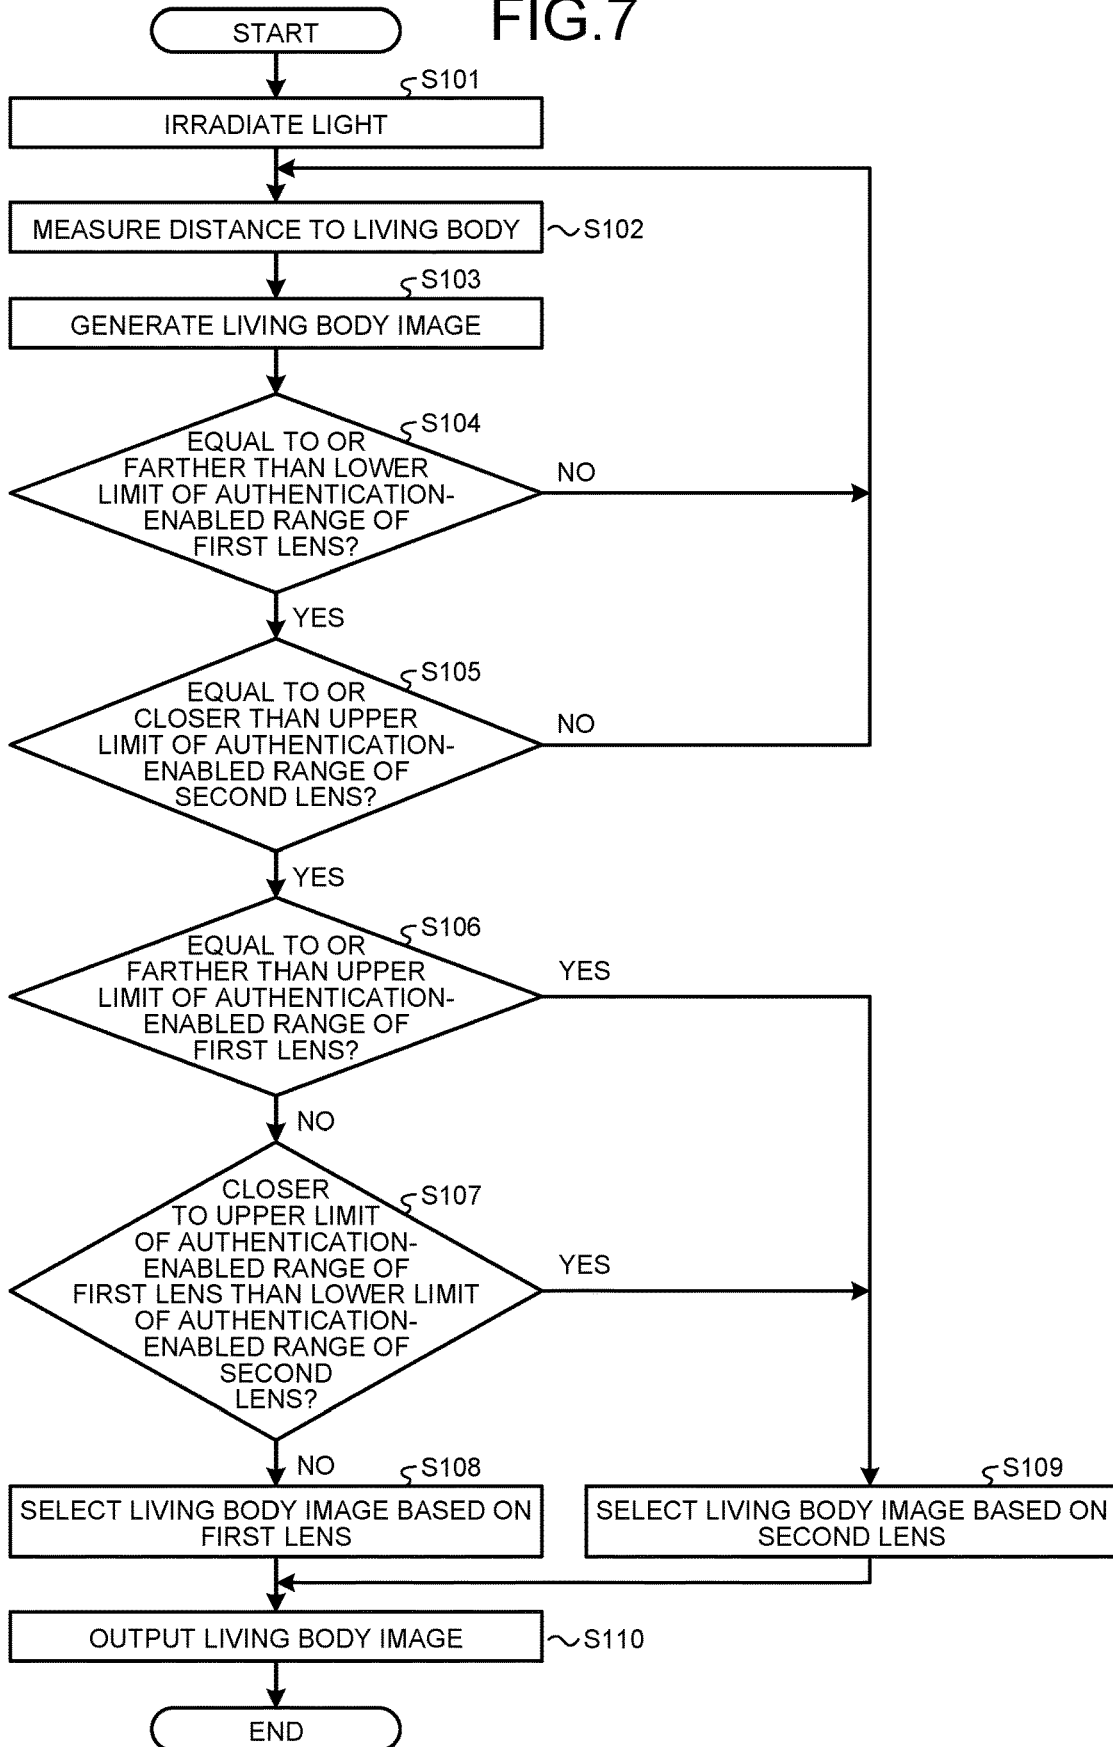 FIG.7
START
S101
IRRADIATE LIGHT
MEASURE DISTANCE TO LIVING BODY
S102
S103
GENERATE LIVING BODY IMAGE
S104
EQUAL TO OR
FARTHER THAN LOWER
LIMIT OF AUTHENTICATION-
ENABLED RANGE OF
FIRST LENS?
NO
YES
S105
EQUAL TO OR
CLOSER THAN UPPER
LIMIT OF AUTHENTICATION-
ENABLED RANGE OF
SECOND LENS?
NO
YES
S106
EQUAL TO OR
FARTHER THAN UPPER
LIMIT OF AUTHENTICATION-
ENABLED RANGE OF
FIRST LENS?
YES
NO
S107
CLOSER
TO UPPER LIMIT
OF AUTHENTICATION-
ENABLED RANGE OF
FIRST LENS THAN LOWER LIMIT
OF AUTHENTICATION-
ENABLED RANGE OF
SECOND
LENS?
YES
NO
S108
SELECT LIVING BODY IMAGE BASED ON
FIRST LENS
S109
SELECT LIVING BODY IMAGE BASED ON
SECOND LENS
OUTPUT LIVING BODY IMAGE
S110
END